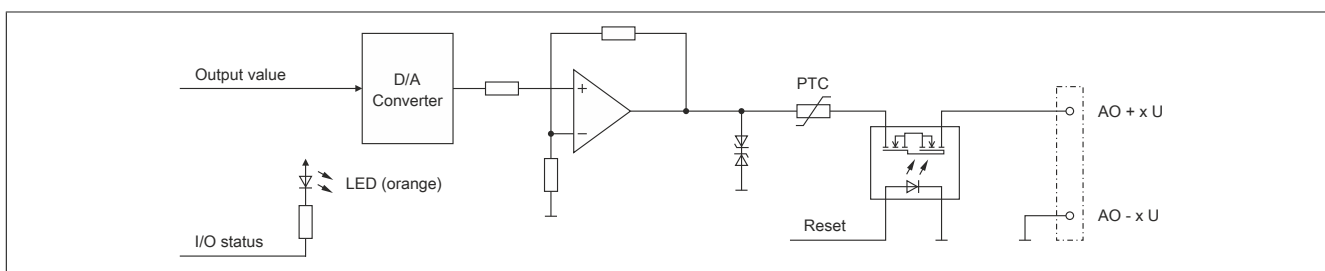 Output value
D/A
Converter
+
−
PTC
AO + x U
LED (orange)
I/O status
Reset
AO - x U